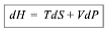 dH = TdS + VdP